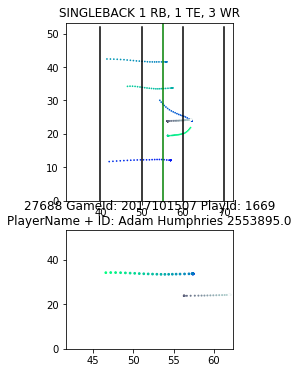 SINGLEBACK 1 RB, 1 TE, 3 WR
50
40
30
20
10
0
40 50 60 70
27688 GameId: 2017101507 PlayId: 1669
PlayerName + ID: Adam Humphries 2553895.0
40
20
0
45 50 55 60